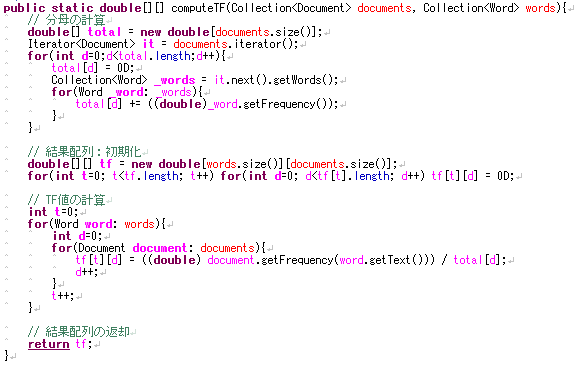 public static double[][] computeTF(Collection<Document> documents, Collection<Word> words){
    // 分母の計算
    double[] total = new double[documents.size()];
    Iterator<Document> it = documents.iterator();
    for(int d=0;d<total.length;d++){
        total[d] = 0D;
        Collection<Word> _words = it.next().getWords();
        for(Word _word: _words){
            total[d] += ((double)_word.getFrequency());
        }
    }

    // 結果配列：初期化
    double[][] tf = new double[words.size()][documents.size()];
    for(int t=0; t<tf.length; t++) for(int d=0; d<tf[t].length; d++) tf[t][d] = 0D;

    // TF値の計算
    int t=0;
    for(Word word: words){
        int d=0;
        for(Document document: documents){
            tf[t][d] = ((double) document.getFrequency(word.getText())) / total[d];
            d++;
        }
        t++;
    }

    // 結果配列の返却
    return tf;
}